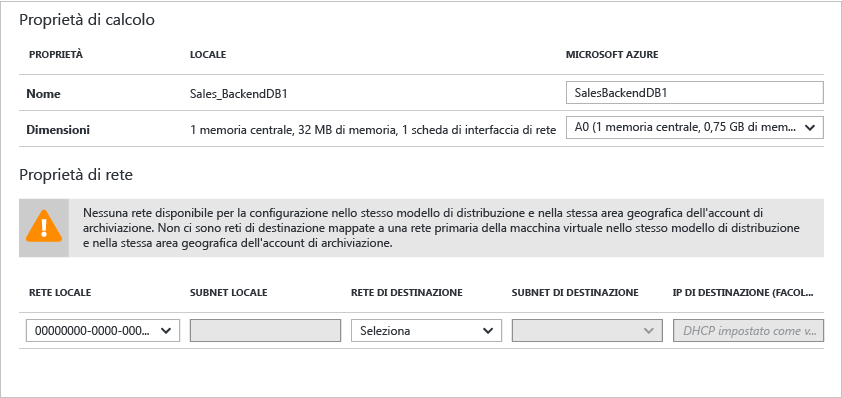 Proprietà di calcolo
PROPRIETÀ LOCALE MICROSOFT AZURE
Nome Sales_BackendDB1 SalesBackendDB1
Dimensioni 1 memoria centrale, 32 MB di memoria, 1 scheda di interfaccia di rete A0 (1 memoria centrale, 0,75 GB di mem...
Proprietà di rete
Nessuna rete disponibile per la configurazione nello stesso modello di distribuzione e nella stessa area geografica dell'account di
archiviazione. Non ci sono reti di destinazione mappate a una rete primaria della macchina virtuale nello stesso modello di distribuzione
e nella stessa area geografica dell'account di archiviazione.
RETE LOCALE SUBNET LOCALE RETE DI DESTINAZIONE SUBNET DI DESTINAZIONE IP DI DESTINAZIONE (FACOL...
00000000-0000-000... Seleziona DHCP impostato come v...